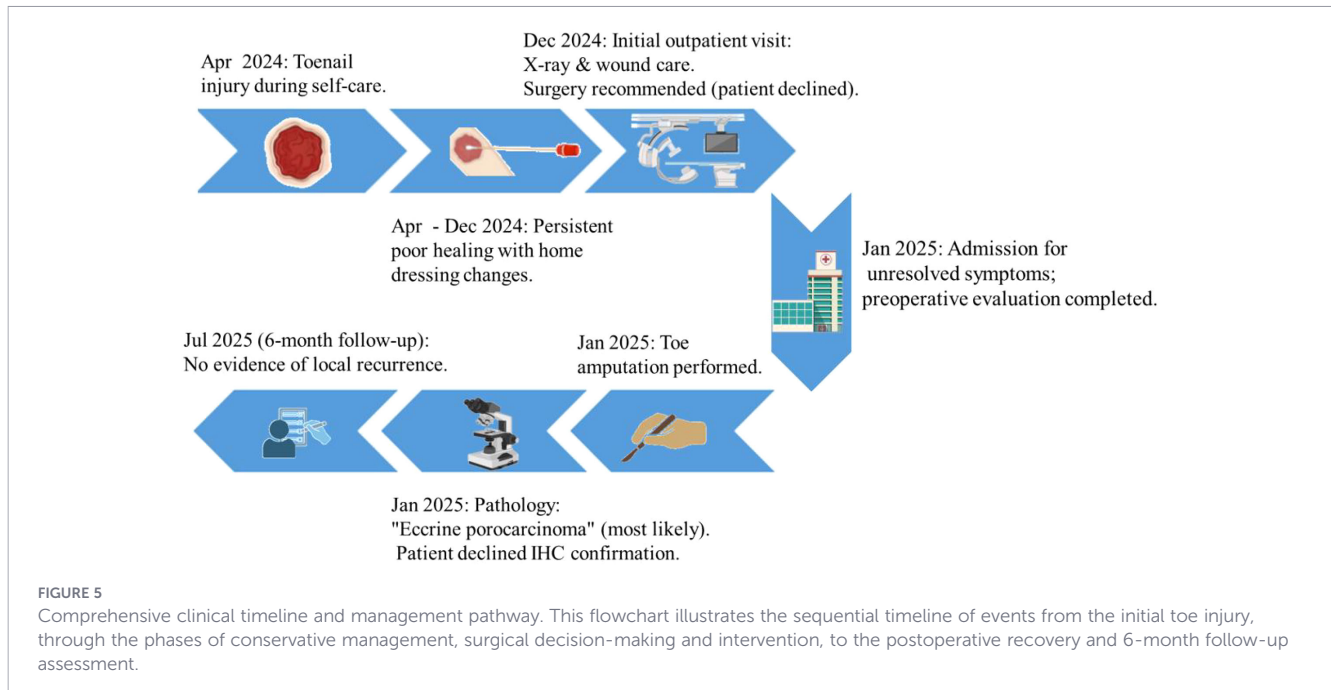 Apr 2024: Toenail
injury during self-care.
Apr - Dec 2024: Persistent
poor healing with home
dressing changes.
Dec 2024: Initial outpatient visit:
X-ray & wound care.
Surgery recommended (patient declined).
Jan 2025: Admission for
unresolved symptoms;
preoperative evaluation completed.
Jan 2025: Toe
amputation performed.
Jan 2025: Pathology:
"Eccrine porocarcinoma" (most likely).
Patient declined IHC confirmation.
Jul 2025 (6-month follow-up):
No evidence of local recurrence.
FIGURE 5
Comprehensive clinical timeline and management pathway. This flowchart illustrates the sequential timeline of events from the initial toe injury,
through the phases of conservative management, surgical decision-making and intervention, to the postoperative recovery and 6-month follow-up
assessment.